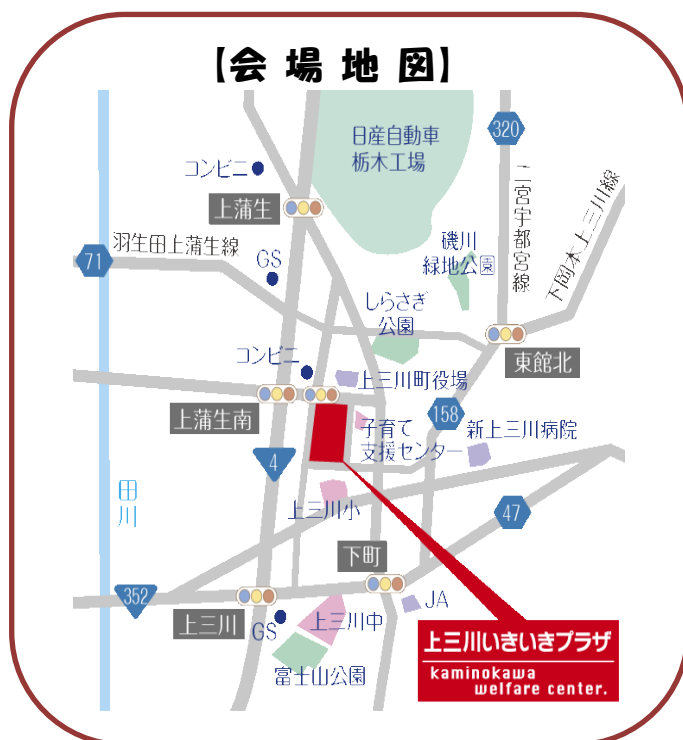 【会場地図】
日産自動車
栃木工場
320
コンビニ
二宮宇都宮線
下岡本上三川線
上蒲生
羽生田上蒲生線
71
GS
磯川
緑地公園
しらさぎ
公園
東館北
コンビニ
上三川町役場
上蒲生南
158
子育て
支援センター
新上三川病院
4
田川
上三川小
47
下町
352
上三川
GS
上三川中
JA
富士山公園
上三川いきいきプラザ
kaminokawa
welfare center.